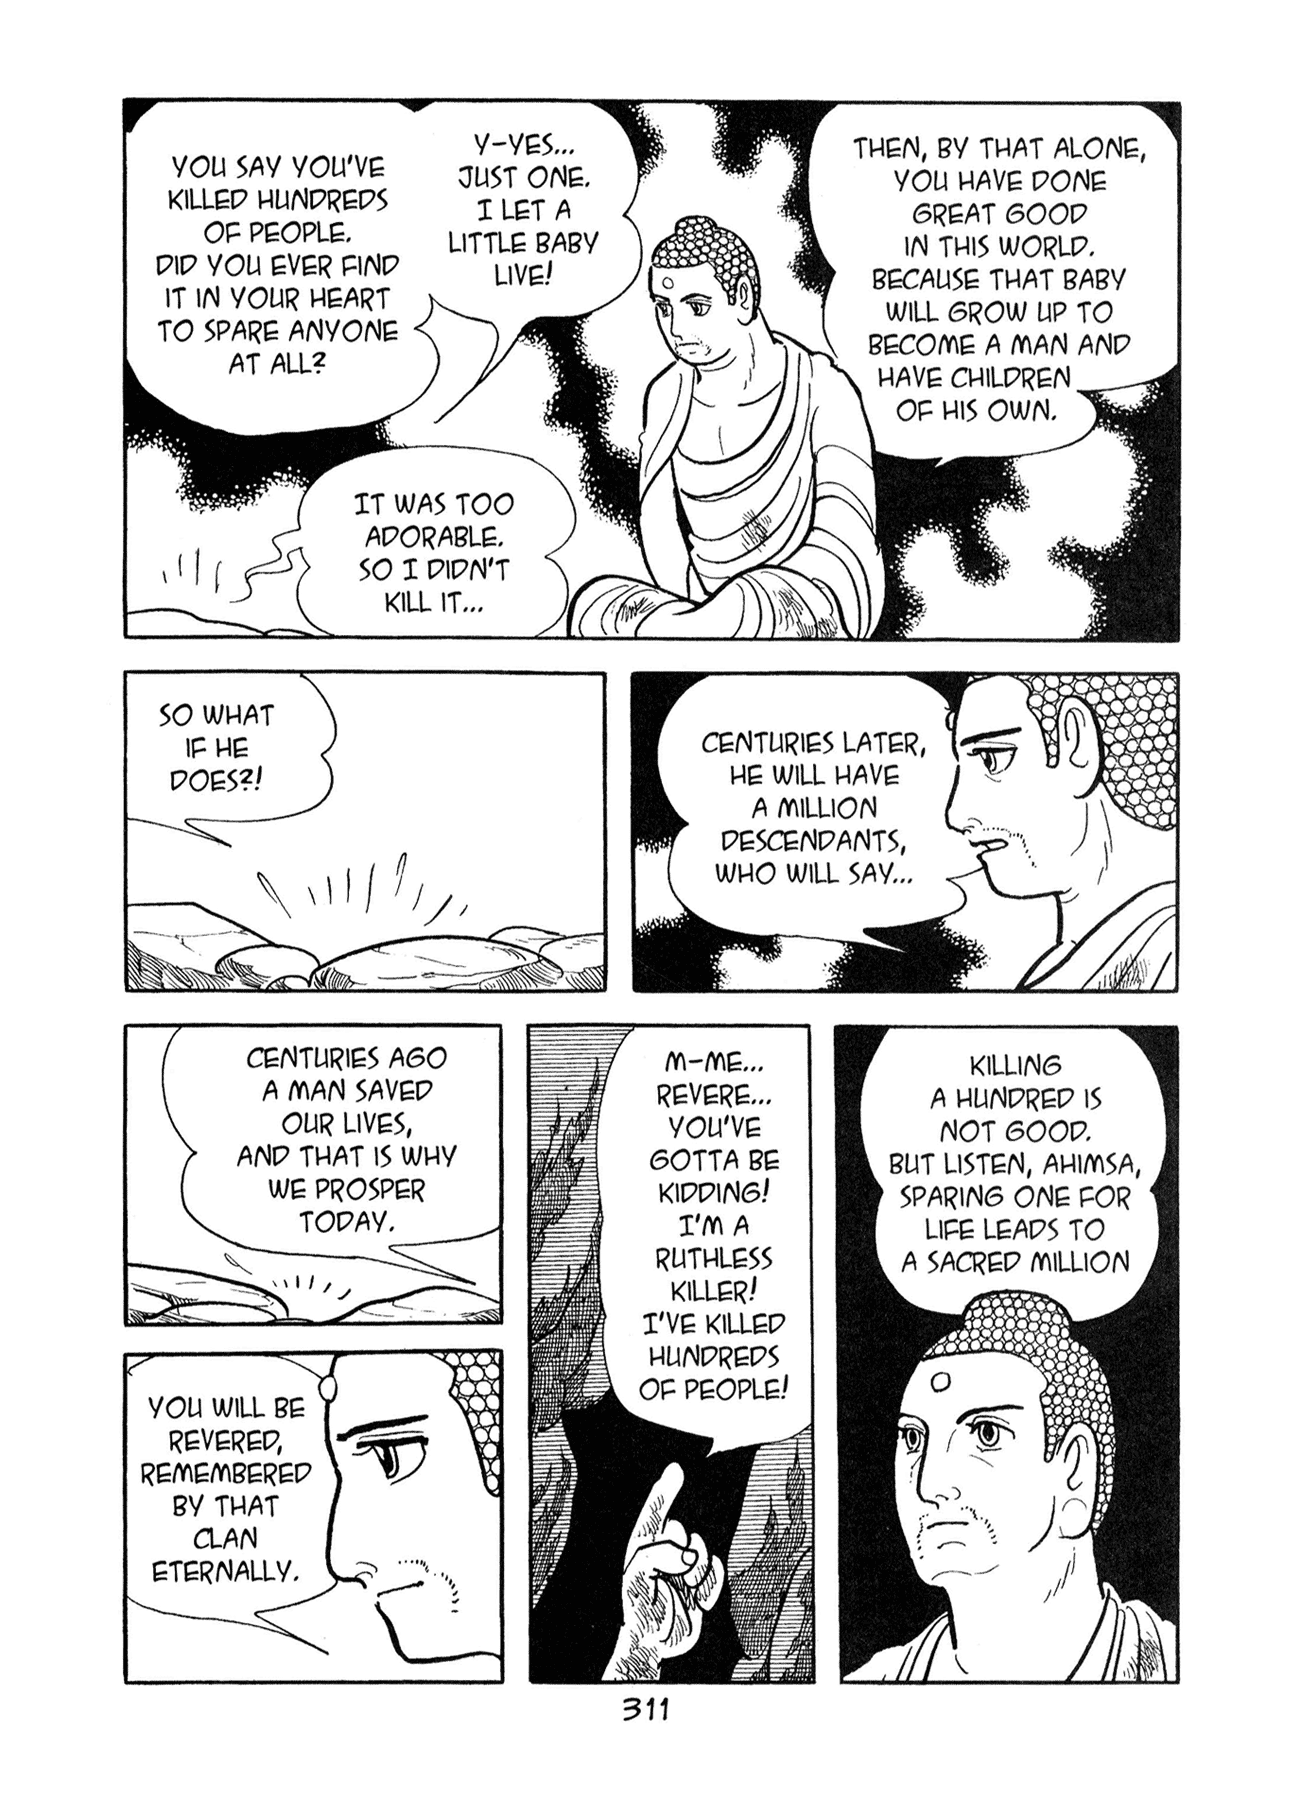 YOU SAY YOU'VE
KILLED HUNDREDS
OF PEOPLE.
DID YOU EVER FIND
IT IN YOUR HEART
TO SPARE ANYONE
AT ALL?
Y-YES...
JUST ONE.
I LET A
LITTLE BABY
LIVE!
IT WAS TOO
ADORABLE.
SO I DIDN'T
KILL IT...
THEN, BY THAT ALONE,
YOU HAVE DONE
GREAT GOOD
IN THIS WORLD.
BECAUSE THAT BABY
WILL GROW UP TO
BECOME A MAN AND
HAVE CHILDREN
OF HIS OWN.
SO WHAT
IF HE
DOES?!
CENTURIES LATER,
HE WILL HAVE
A MILLION
DESCENDANTS,
WHO WILL SAY...
CENTURIES AGO
A MAN SAVED
OUR LIVES,
AND THAT IS WHY
WE PROSPER
TODAY.
YOU WILL BE
REVERED,
REMEMBERED
BY THAT
CLAN
ETERNALLY.
M-ME...
REVERE...
YOU'VE
GOTTA BE
KIDDING!
I'M A
RUTHLESS
KILLER!
I'VE KILLED
HUNDREDS
OF PEOPLE!
KILLING
A HUNDRED IS
NOT GOOD.
BUT LISTEN, AHIMSA,
SPARING ONE FOR
LIFE LEADS TO
A SACRED MILLION
311